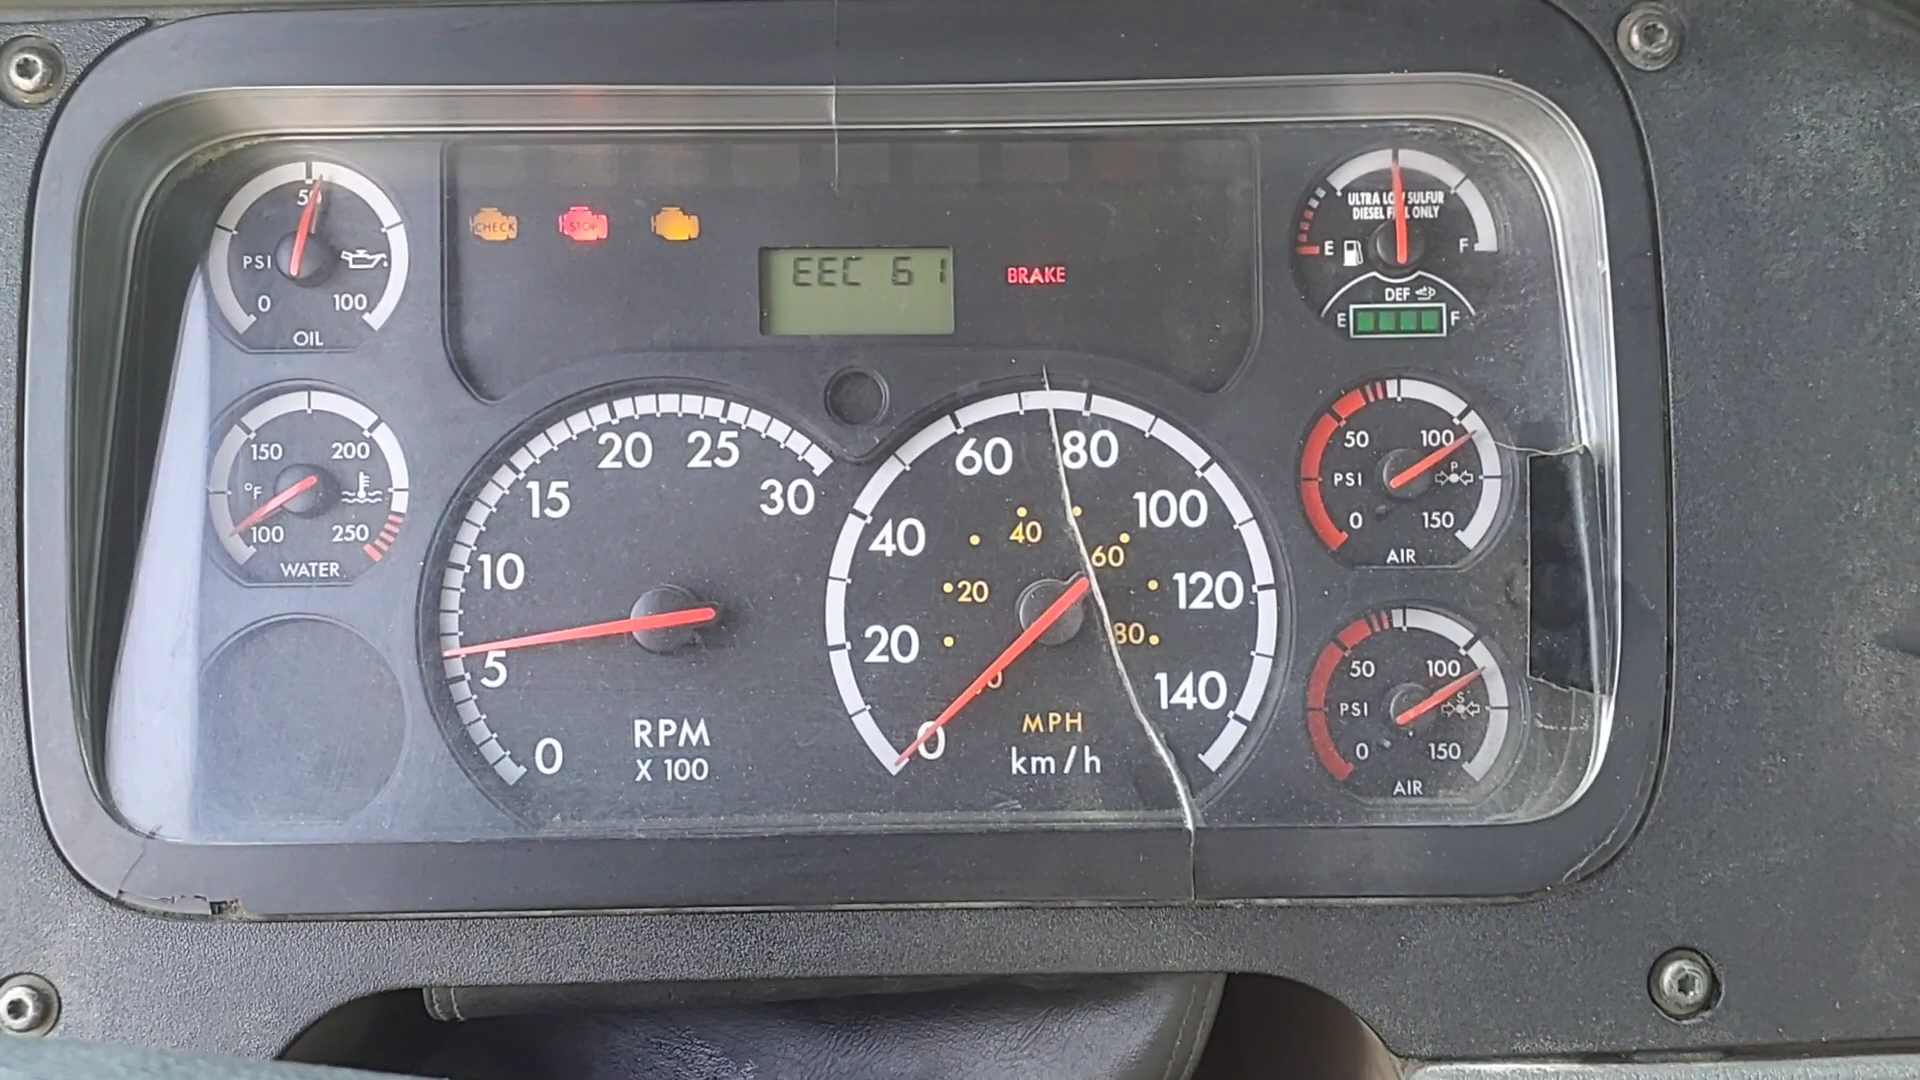 50
PSI
0
100
OIL
CHECK
STOP
EEC 61
BRAKE
ULTRA LOW SULFUR
DIESEL FUEL ONLY
E
F
DEF
E
F
150
200
°F
100
250
WATER
0
5
10
15
20
25
30
RPM
X 100
0
20
40
60
80
100
120
140
20
40
60
80
MPH
km/h
50
100
PSI
P
0
150
AIR
50
100
PSI
S
0
150
AIR